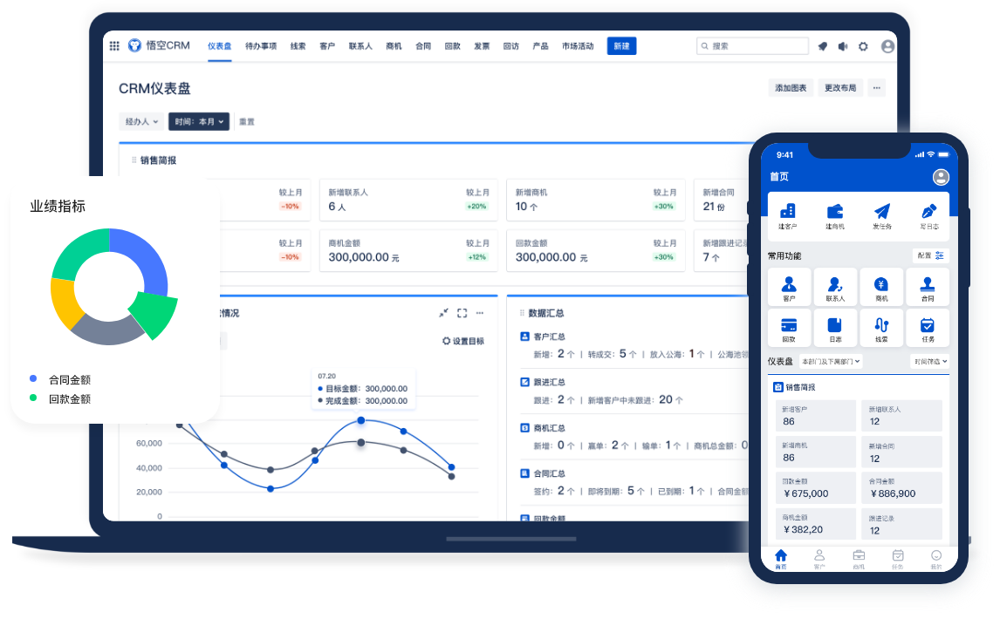 悟空CRM 仪表盘 待办事项 线索 客户 联系人 商机 合同 回款 发票 回访 产品 市场活动 新建 搜索
CRM仪表盘 添加图表 更改布局
经办人 时间：本月 重置
销售简报
较上月
-10%
新增联系人 较上月
6 人 +20%
新增商机 较上月
10 个 +30%
新增合同
21 份
较上月
-10%
商机金额 较上月
300,000.00 元 +12%
回款金额 较上月
300,000.00 元 +30%
新增跟进记
7 个
业绩指标
合同金额
回款金额
情况
设置目标
07.20
目标金额： 300,000.00
完成金额： 300,000.00
60,000
40,000
20,000
0
数据汇总
客户汇总
新增：2 个 | 转成交：5 个 | 放入公海：1 个 | 公海池领
跟进汇总
跟进：2 个 | 新增客户中未跟进：20 个
商机汇总
新增：0 个 | 赢单：2 个 | 输单：1 个 | 商机总金额：0
合同汇总
签约：2 个 | 即将到期：5 个 | 已到期：1 个 | 合同金额
回款金额
9:41
首页
建客户 建商机 发任务 写日志
常用功能 配置
客户 联系人 商机 合同
回款 日志 线索 任务
仪表盘 本部门及下属部门 时间筛选
销售简报
新增客户 新增联系人
86 12
新增商机 新增合同
86 12
回款金额 合同金额
¥675,000 ¥886,900
商机金额 跟进记录
¥382,20 12
首页 客户 商机 任务 我的